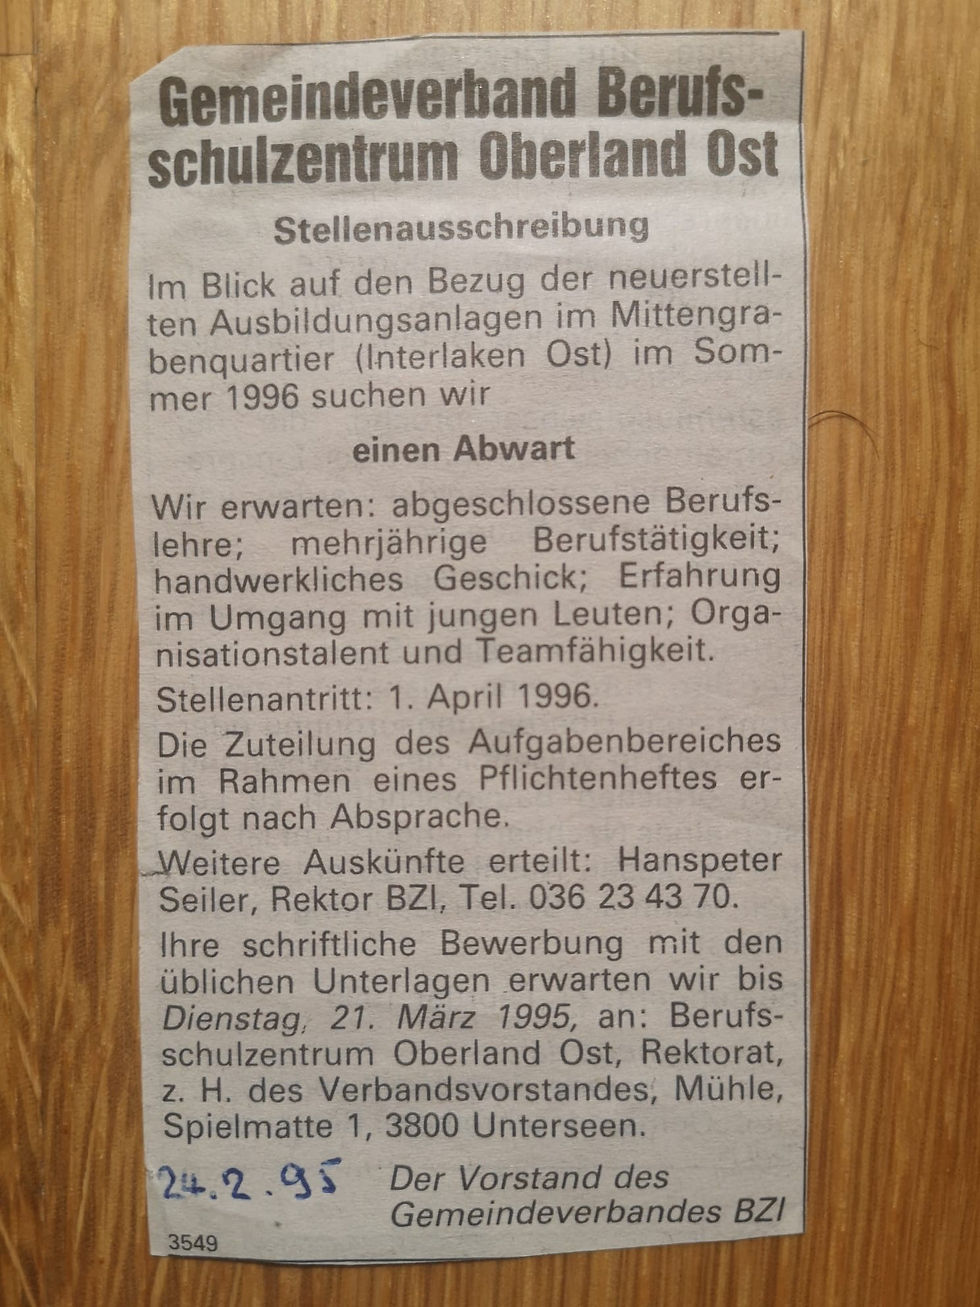 Gemeindeverband Berufs-
schulzentrum Oberland Ost
Stellenausschreibung
Im Blick auf den Bezug der neuerstell-
ten Ausbildungsanlagen im Mittengra-
benquartier (Interlaken Ost) im Som-
mer 1996 suchen wir
einen Abwart
Wir erwarten: abgeschlossene Berufs-
lehre; mehrjährige Berufstätigkeit;
handwerkliches Geschick; Erfahrung
im Umgang mit jungen Leuten; Orga-
nisationstalent und Teamfähigkeit.
Stellenantritt: 1. April 1996.
Die Zuteilung des Aufgabenbereiches
im Rahmen eines Pflichtenheftes er-
folgt nach Absprache.
Weitere Auskünfte erteilt: Hanspeter
Seiler, Rektor BZI, Tel. 036 23 43 70.
Ihre schriftliche Bewerbung mit den
üblichen Unterlagen erwarten wir bis
Dienstag, 21. März 1995, an: Berufs-
schulzentrum Oberland Ost, Rektorat,
z. H. des Verbandsvorstandes, Mühle,
Spielmatte 1, 3800 Unterseen.
24.2.95 Der Vorstand des
Gemeindeverbandes BZI
3549